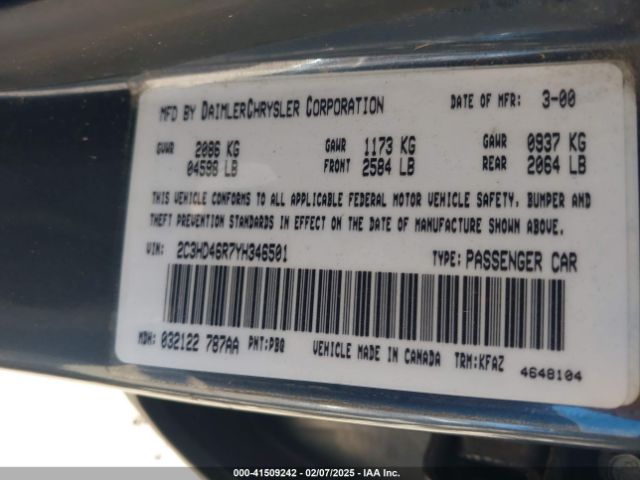 MFD BY DAIMLERCHRYSLER CORPORATION DATE OF MFR: 3-00
GVWR 2086 KG GAWR 1173 KG GAWR 0937 KG
04598 LB FRONT 2584 LB REAR 2064 LB
THIS VEHICLE CONFORMS TO ALL APPLICABLE FEDERAL MOTOR VEHICLE SAFETY, BUMPER AND
THEFT PREVENTION STANDARDS IN EFFECT ON THE DATE OF MANUFACTURE SHOWN ABOVE.
VIN: 2C3HD46R7YH346501 TYPE: PASSENGER CAR
MDH: 032122 787AA PNT:PBQ VEHICLE MADE IN CANADA TRM:KFAZ
4648104
000-41509242 - 02/07/2025 - IAA Inc.